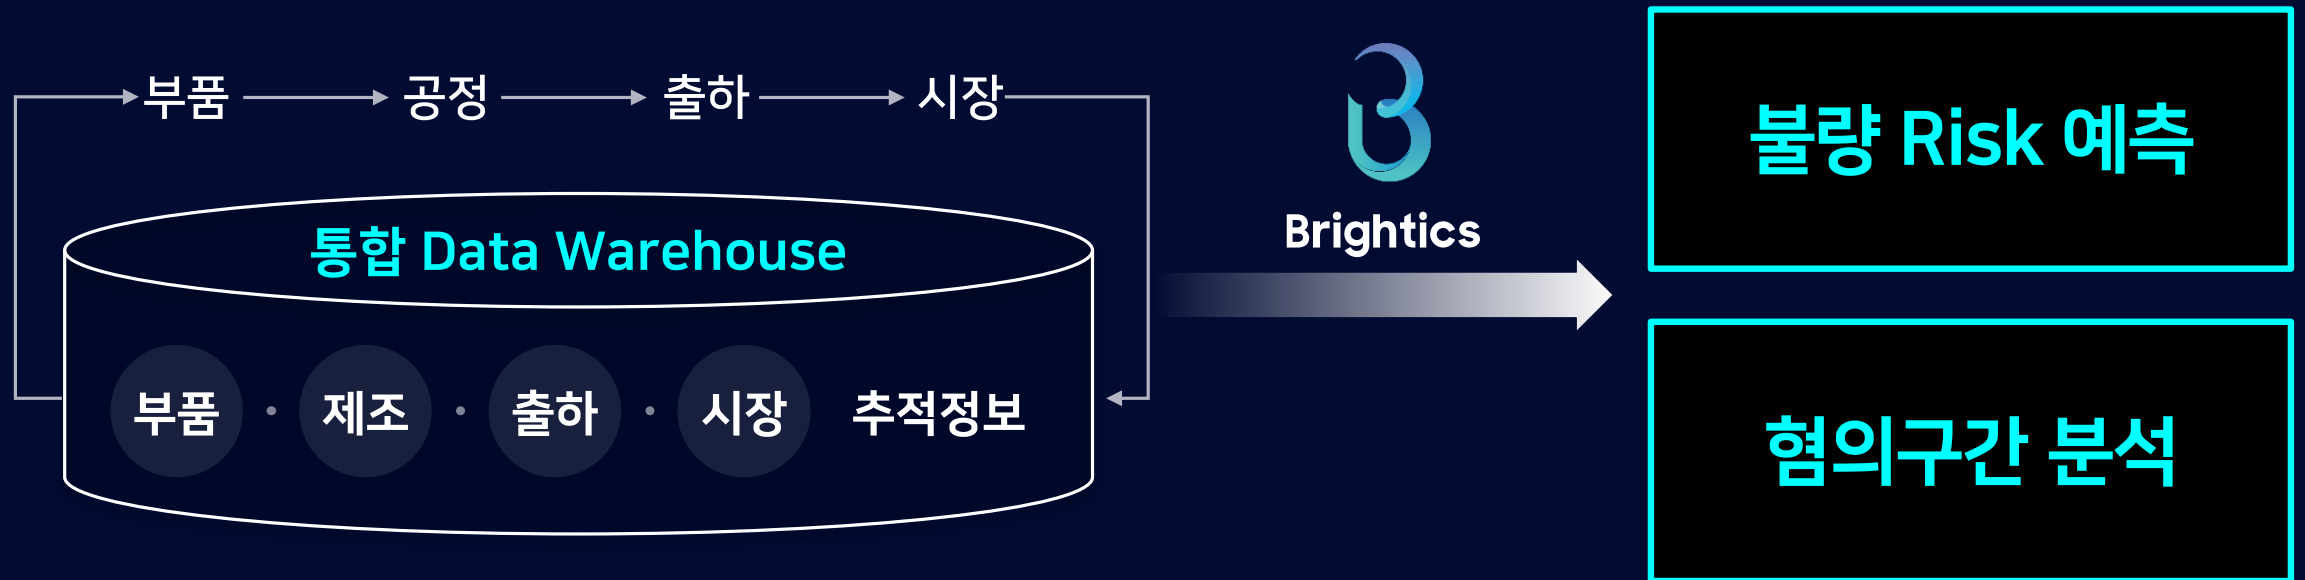 부품 공정 출하 시장
통합 Data Warehouse
부품 · 제조 · 출하 · 시장 추적정보
Brightics
불량 Risk 예측
혐의구간 분석